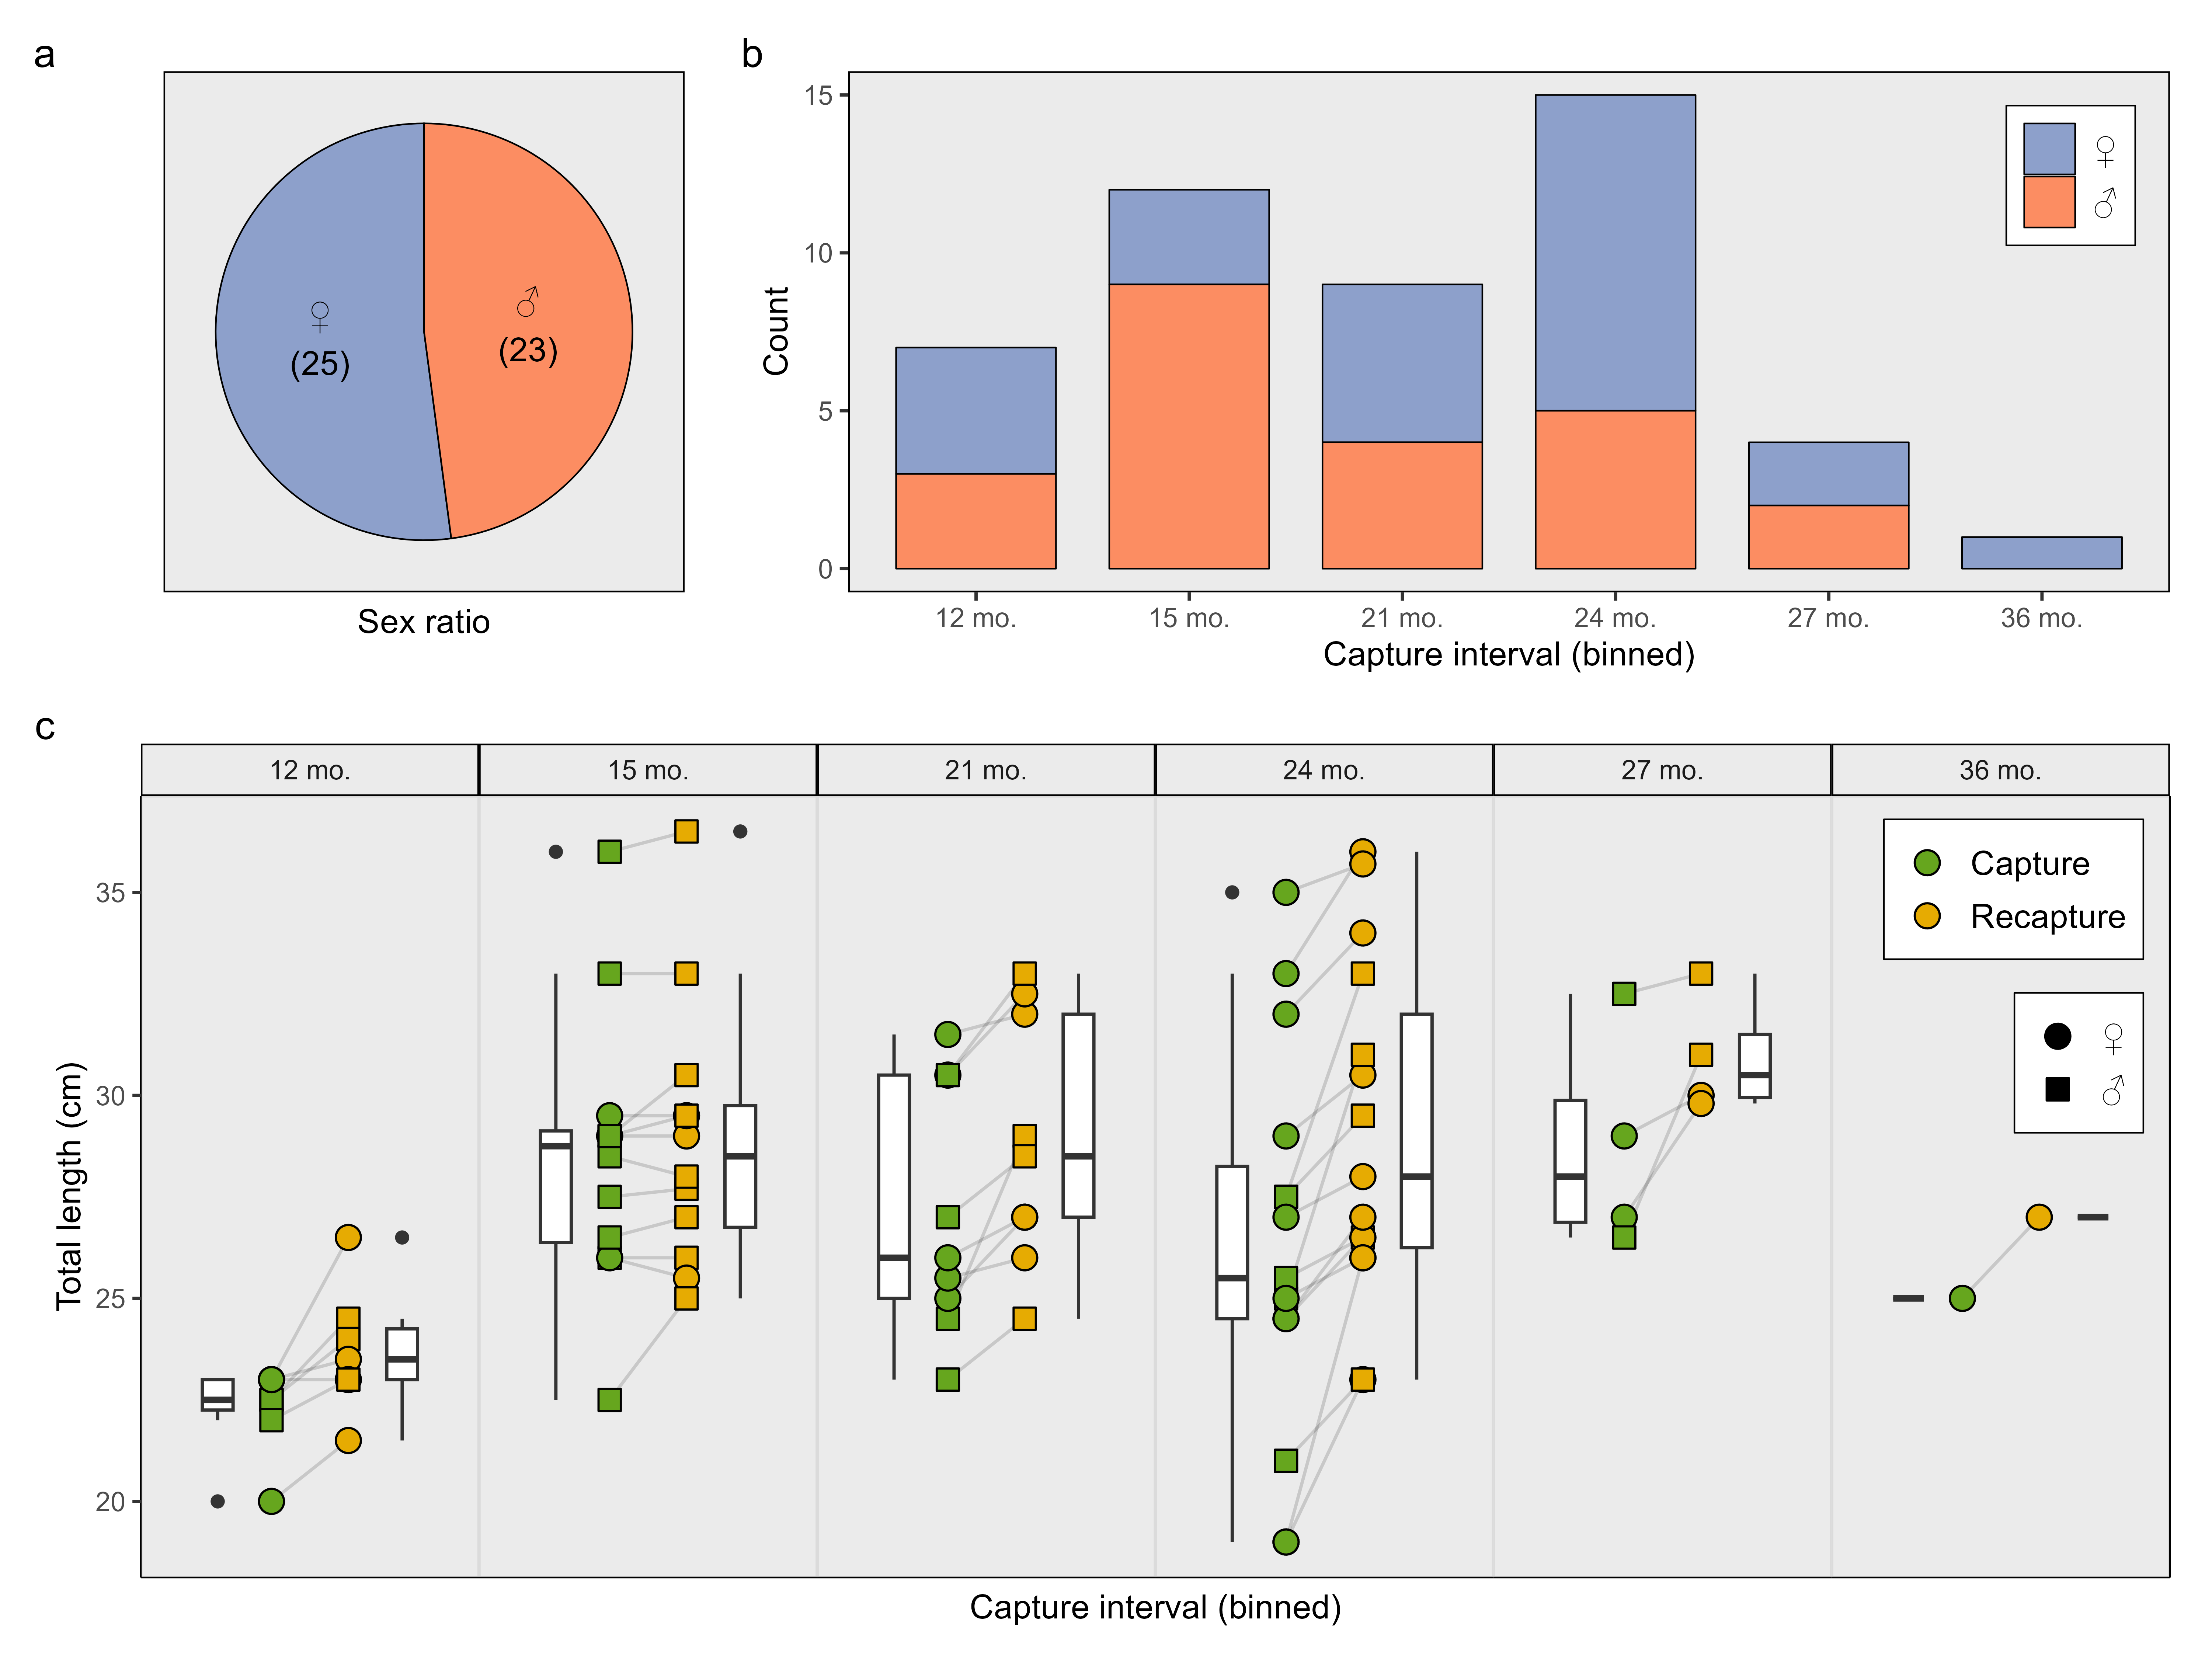 a
♀
(25)
♂
(23)
Sex ratio
b
15
10
5
0
Count
♀
♂
12 mo.
15 mo.
21 mo.
24 mo.
27 mo.
36 mo.
Capture interval (binned)
c
12 mo.
15 mo.
21 mo.
24 mo.
27 mo.
36 mo.
35
30
25
20
Total length (cm)
Capture
Recapture
♀
♂
Capture interval (binned)